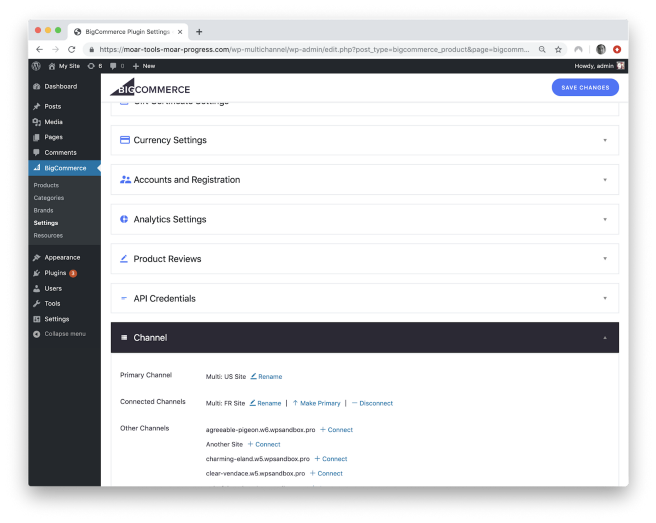 BigCommerce Plugin Settings × +
https://moar-tools-moar-progress.com/wp-multichannel/wp-admin/edit.php?post_type=bigcommerce_product&page=bigcomm...
My Site 6 0 + New Howdy, admin
Dashboard
Posts
Media
Pages
Comments
BigCommerce
Products
Categories
Brands
Settings
Resources
Appearance
Plugins 3
Users
Tools
Settings
Collapse menu
BIGCOMMERCE
SAVE CHANGES
Gift Certificate Settings
Currency Settings
Accounts and Registration
Analytics Settings
Product Reviews
API Credentials
Channel
Primary Channel Multi: US Site Rename
Connected Channels Multi: FR Site Rename | ↑ Make Primary | − Disconnect
Other Channels agreeable-pigeon.w6.wpsandbox.pro + Connect
Another Site + Connect
charming-eland.w5.wpsandbox.pro + Connect
clear-vendace.w5.wpsandbox.pro + Connect